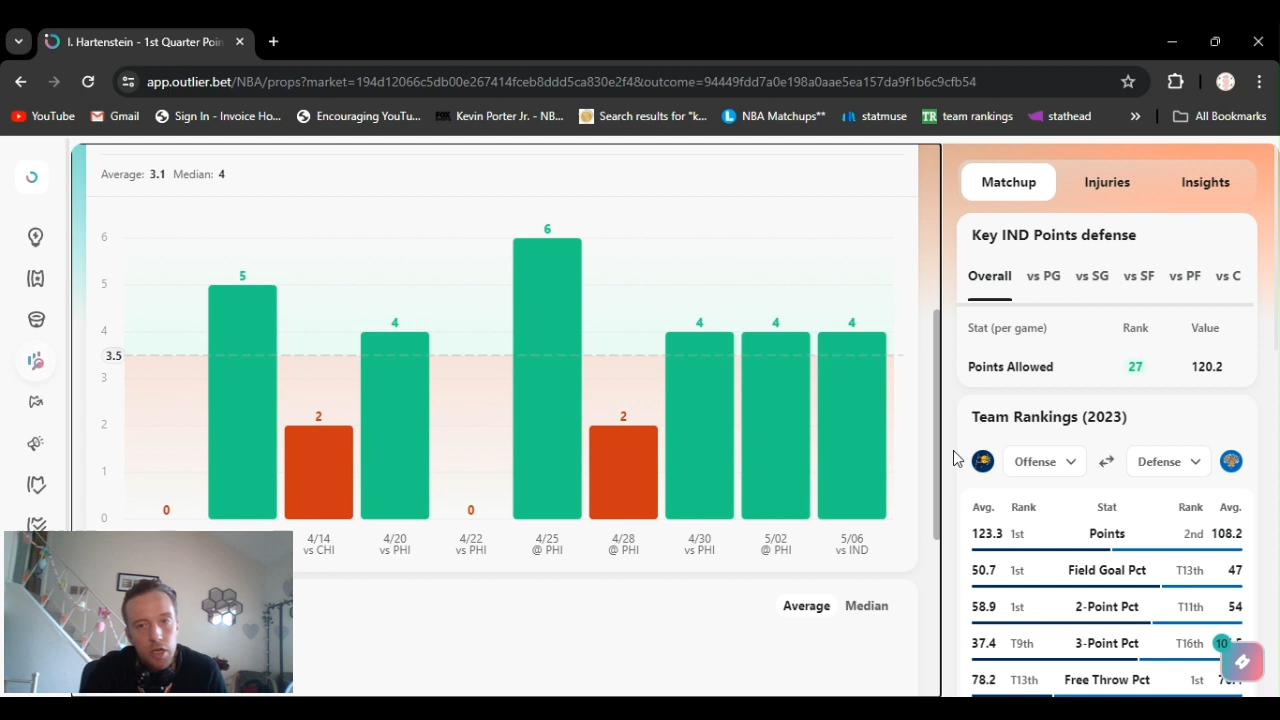 I. Hartenstein - 1st Quarter Poin
app.outlier.bet/NBA/props?market=194d12066c5db00e267414fceb8ddd5ca830e2f4&outcome=94449fdd7a0e198a0aae5ea157da9f1b6c9cfb54
YouTube Gmail Sign In - Invoice Ho... Encouraging YouTu... FOX Kevin Porter Jr. - NB... Search results for "k... NBA Matchups** statmuse TR team rankings stathead » All Bookmarks
Average: 3.1 Median: 4
6
5
4
3.5
3
2
1
0
0
5
2
4
0
6
2
4
4
4
4/14 vs CHI
4/20 vs PHI
4/22 vs PHI
4/25 @ PHI
4/28 @ PHI
4/30 vs PHI
5/02 @ PHI
5/06 vs IND
Average Median
Matchup Injuries Insights
Key IND Points defense
Overall vs PG vs SG vs SF vs PF vs C
Stat (per game) Rank Value
Points Allowed 27 120.2
Team Rankings (2023)
Offense Defense
Avg. Rank Stat Rank Avg.
123.3 1st Points 2nd 108.2
50.7 1st Field Goal Pct T13th 47
58.9 1st 2-Point Pct T11th 54
37.4 T9th 3-Point Pct T16th
78.2 T13th Free Throw Pct 1st